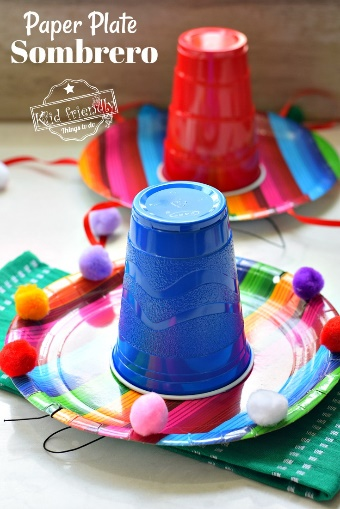 Paper Plate
Sombrero
Kid friendly
Things to do